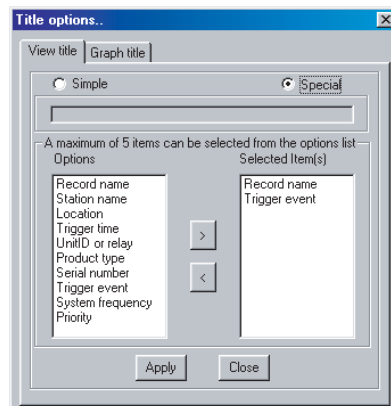 Title options..
View title
Graph title
Simple
Special
A maximum of 5 items can be selected from the options list
Options
Record name
Station name
Location
Trigger time
UnitID or relay
Product type
Serial number
Trigger event
System frequency
Priority
>
<
Selected Item(s)
Record name
Trigger event
Apply
Close